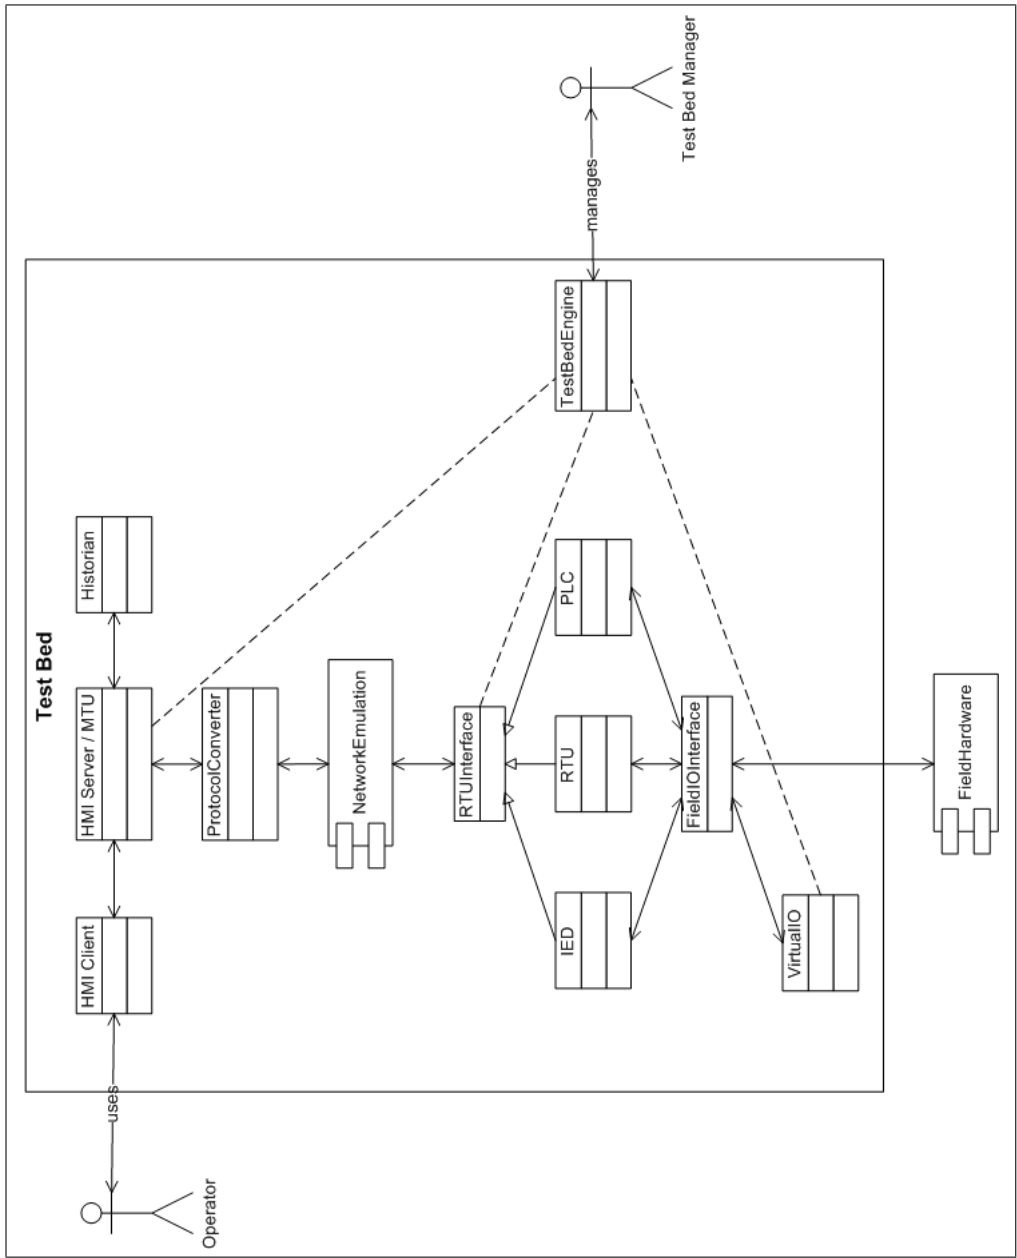 Test Bed
HMI Client
HMI Server / MTU
Historian
uses
Operator
ProtocolConverter
NetworkEmulation
RTUInterface
IED
RTU
PLC
TestBedEngine
manages
Test Bed Manager
FieldIOInterface
VirtualIO
FieldHardware